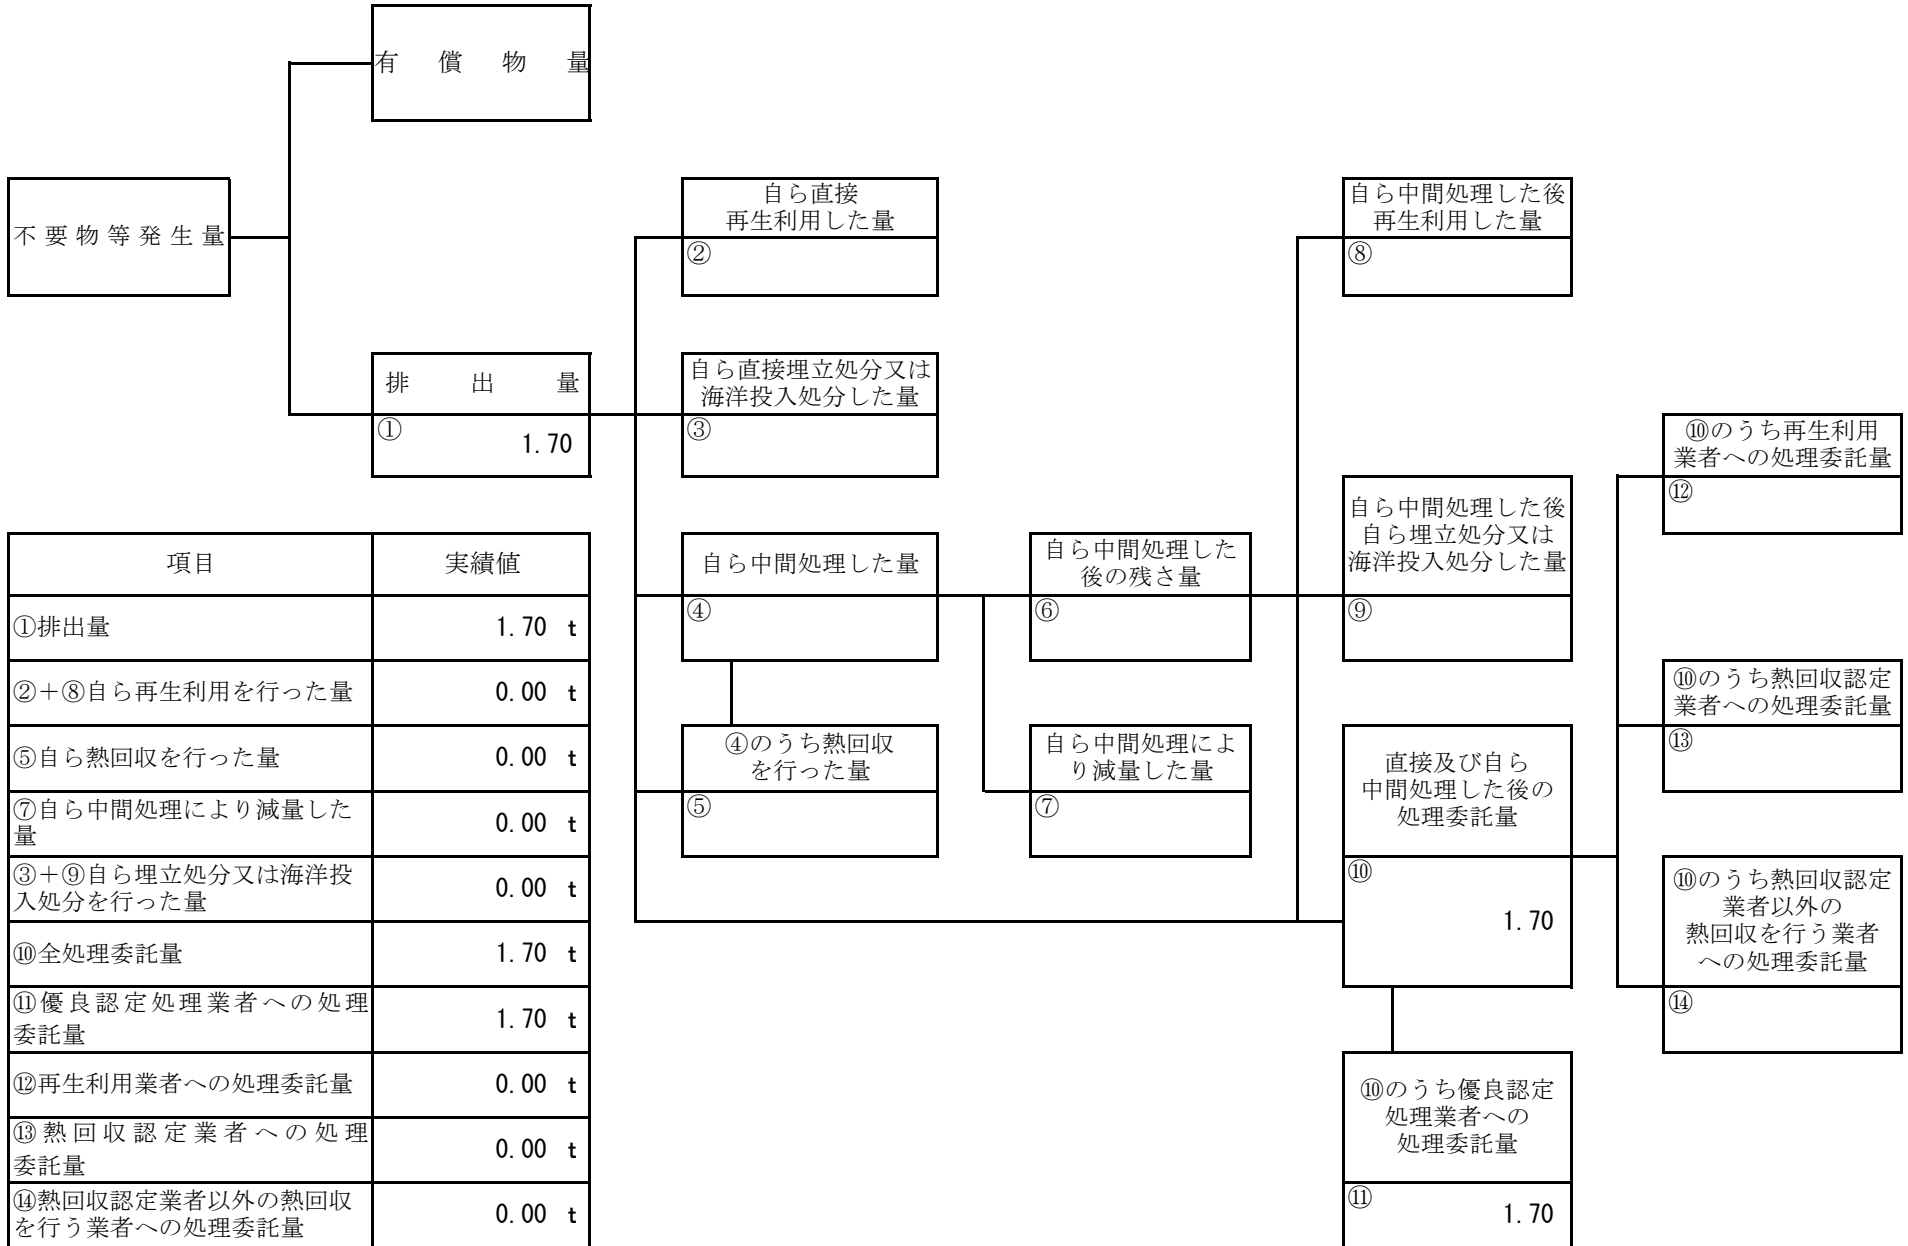 有償物量
不要物等発生量
自ら直接
再生利用した量
②
自ら中間処理した後
再生利用した量
⑧
排出量
①
1.70
自ら直接埋立処分又は
海洋投入処分した量
③
⑩のうち再生利用
業者への処理委託量
⑫
自ら中間処理した量
④
自ら中間処理した
後の残さ量
⑥
自ら中間処理した後
自ら埋立処分又は
海洋投入処分した量
⑨
⑩のうち熱回収認定
業者への処理委託量
⑬
④のうち熱回収
を行った量
⑤
自ら中間処理によ
り減量した量
⑦
直接及び自ら
中間処理した後の
処理委託量
⑩
1.70
⑩のうち熱回収認定
業者以外の
熱回収を行う業者
への処理委託量
⑭
⑩のうち優良認定
処理業者への
処理委託量
⑪
1.70
項目 実績値
①排出量 1.70 t
②＋⑧自ら再生利用を行った量 0.00 t
⑤自ら熱回収を行った量 0.00 t
⑦自ら中間処理により減量した
量 0.00 t
③＋⑨自ら埋立処分又は海洋投
入処分を行った量 0.00 t
⑩全処理委託量 1.70 t
⑪優良認定処理業者への処理
委託量 1.70 t
⑫再生利用業者への処理委託量 0.00 t
⑬熱回収認定業者への処理
委託量 0.00 t
⑭熱回収認定業者以外の熱回収
を行う業者への処理委託量 0.00 t